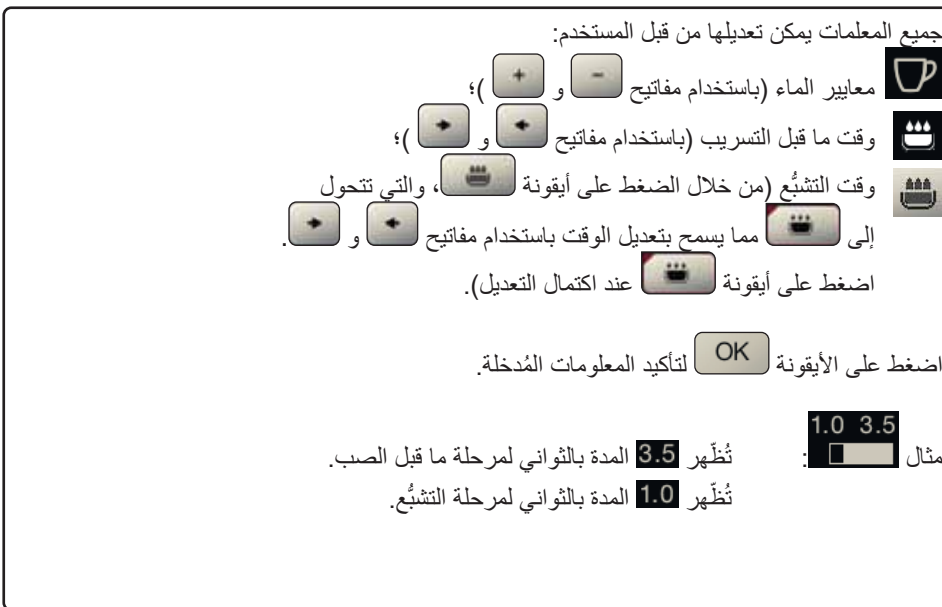 جميع المعلمات يمكن تعديلها من قبل المستخدم:
معايير الماء (باستخدام مفاتيح - و + )؛
وقت ما قبل التسريب (باستخدام مفاتيح و )؛
وقت التشبُّع (من خلال الضغط على أيقونة ، والتي تتحول
إلى مما يسمح بتعديل الوقت باستخدام مفاتيح و .
اضغط على أيقونة عند اكتمال التعديل).
اضغط على الأيقونة OK لتأكيد المعلومات المُدخلة.
1.0 3.5
مثال : تُظّهر 3.5 المدة بالثواني لمرحلة ما قبل الصب.
تُظّهر 1.0 المدة بالثواني لمرحلة التشبُّع.